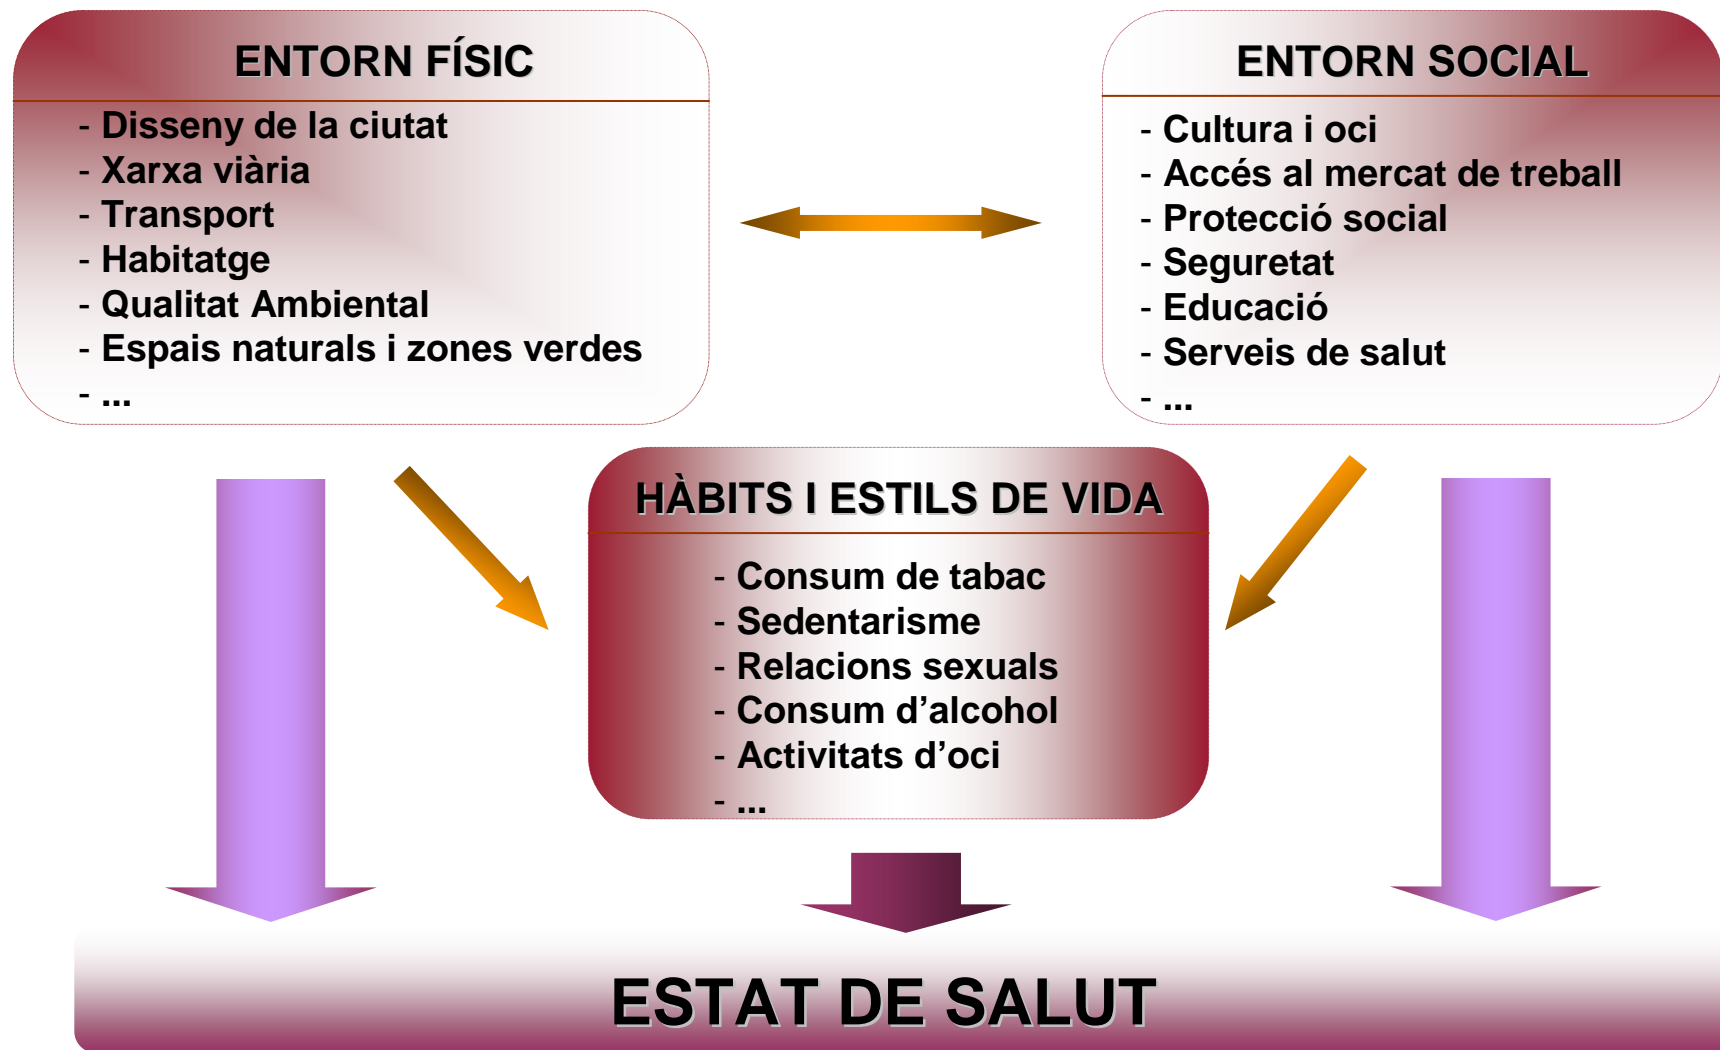 ENTORN FÍSIC
- Disseny de la ciutat
- Xarxa viària
- Transport
- Habitatge
- Qualitat Ambiental
- Espais naturals i zones verdes
- ...
ENTORN SOCIAL
- Cultura i oci
- Accés al mercat de treball
- Protecció social
- Seguretat
- Educació
- Serveis de salut
- ...
HÀBITS I ESTILS DE VIDA
- Consum de tabac
- Sedentarisme
- Relacions sexuals
- Consum d’alcohol
- Activitats d’oci
- ...
ESTAT DE SALUT